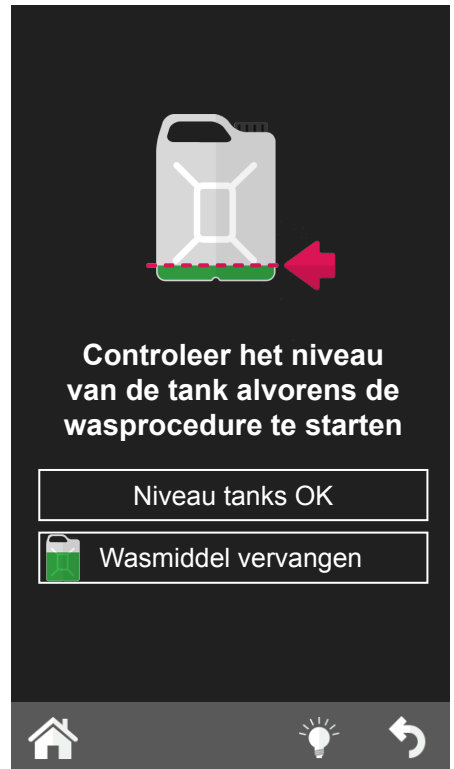 Controleer het niveau
van de tank alvorens de
wasprocedure te starten
Niveau tanks OK
Wasmiddel vervangen